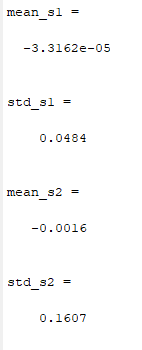 mean_s1 =
-3.3162e-05
std_s1 =
0.0484
mean_s2 =
-0.0016
std_s2 =
0.1607